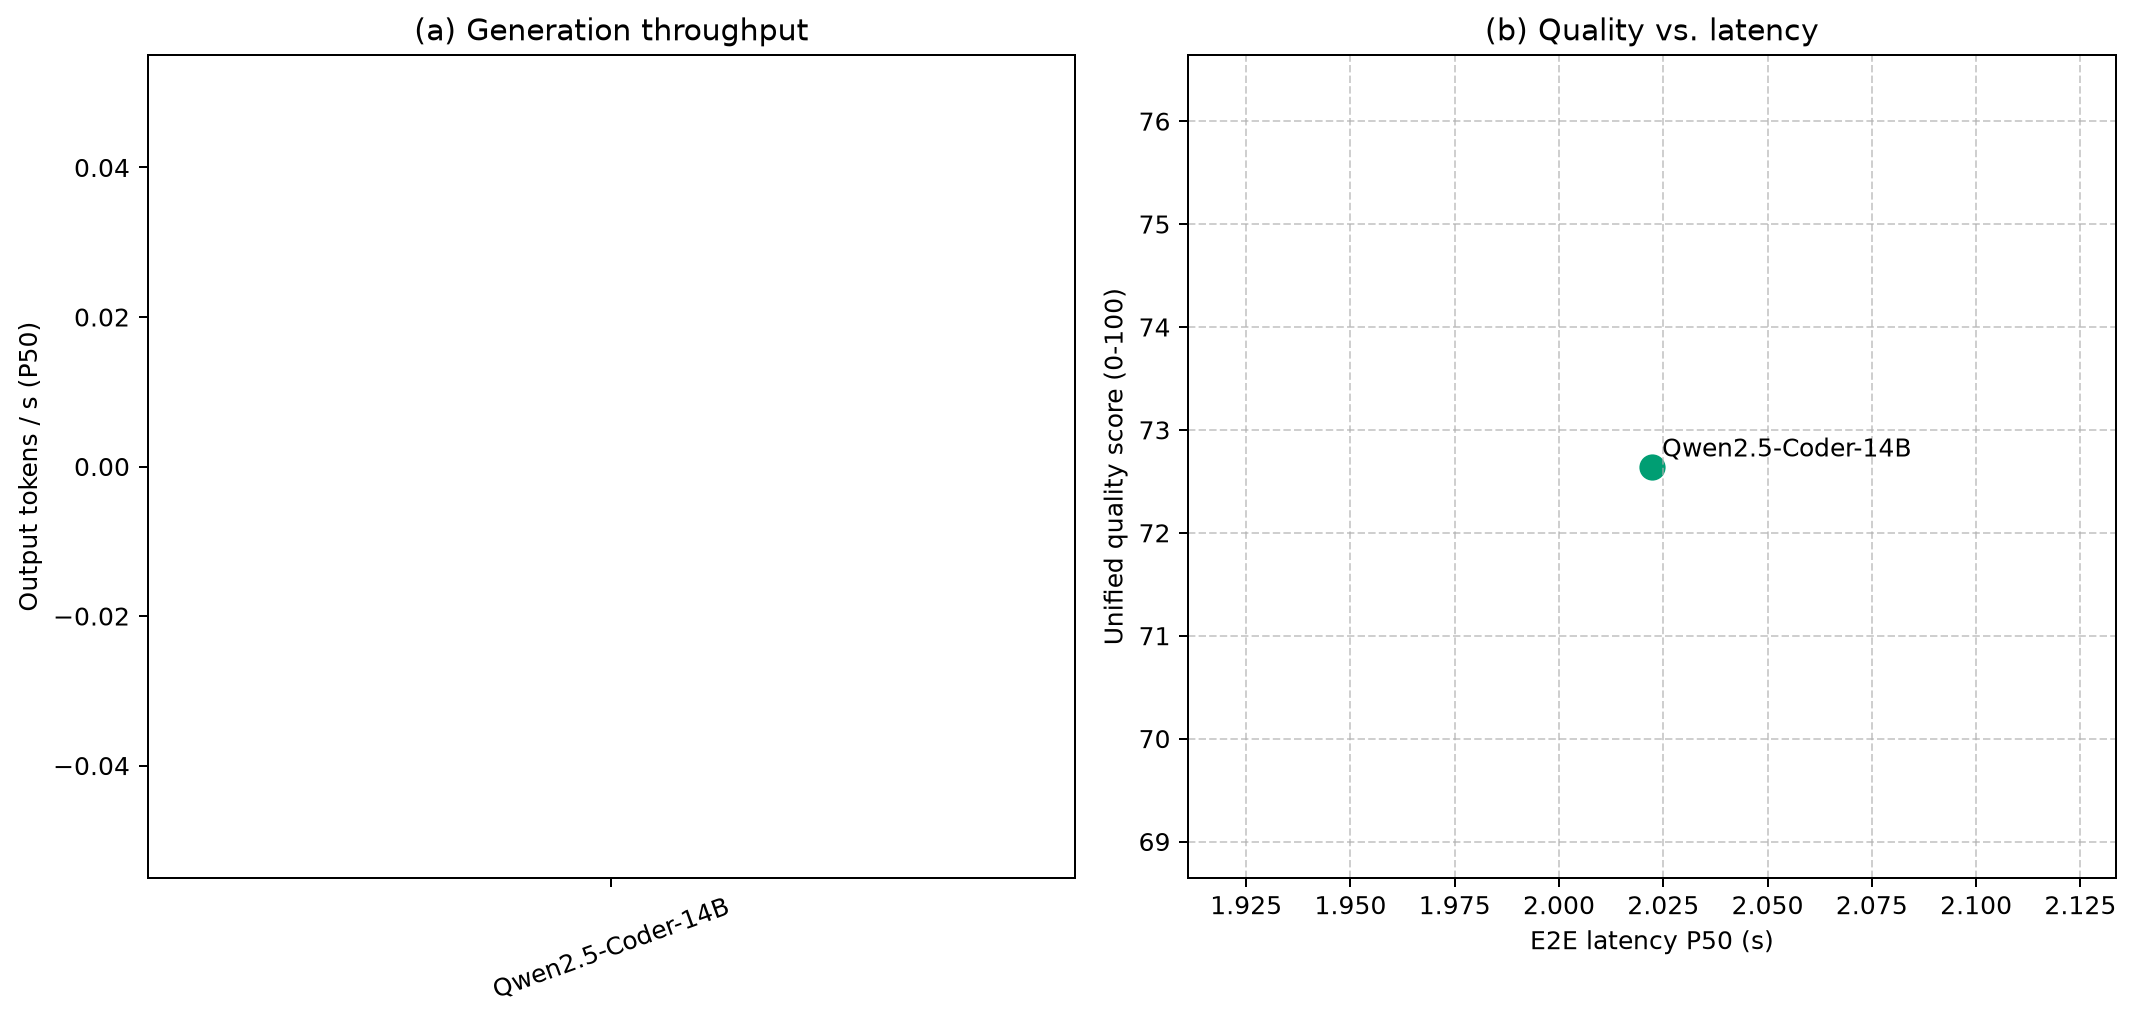 (a) Generation throughput
Output tokens / s (P50)
0.04
0.02
0.00
−0.02
−0.04
Qwen2.5-Coder-14B
(b) Quality vs. latency
Unified quality score (0-100)
76
75
74
73
72
71
70
69
Qwen2.5-Coder-14B
1.925 1.950 1.975 2.000 2.025 2.050 2.075 2.100 2.125
E2E latency P50 (s)